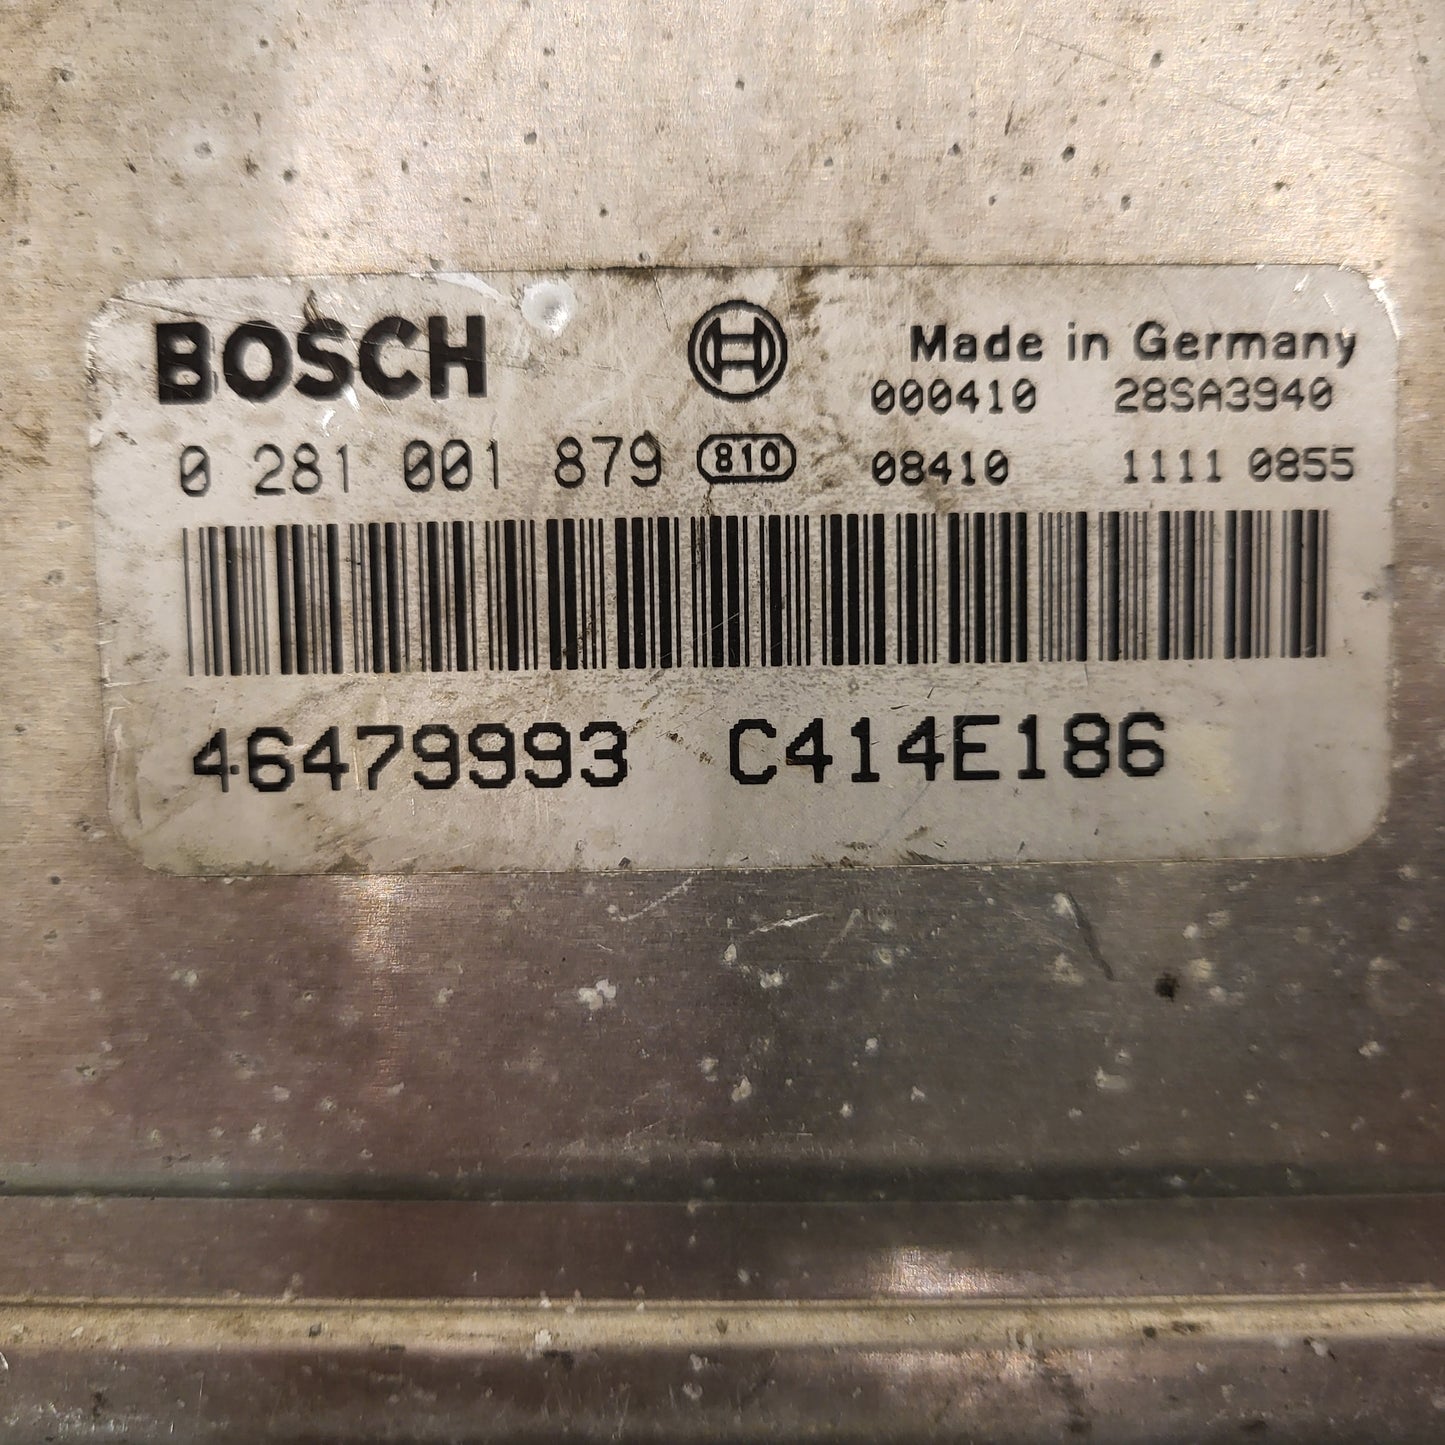 BOSCH Made in Germany
000410 28SA3940
0 281 001 879 810 08410 1111 0855
46479993 C414E186